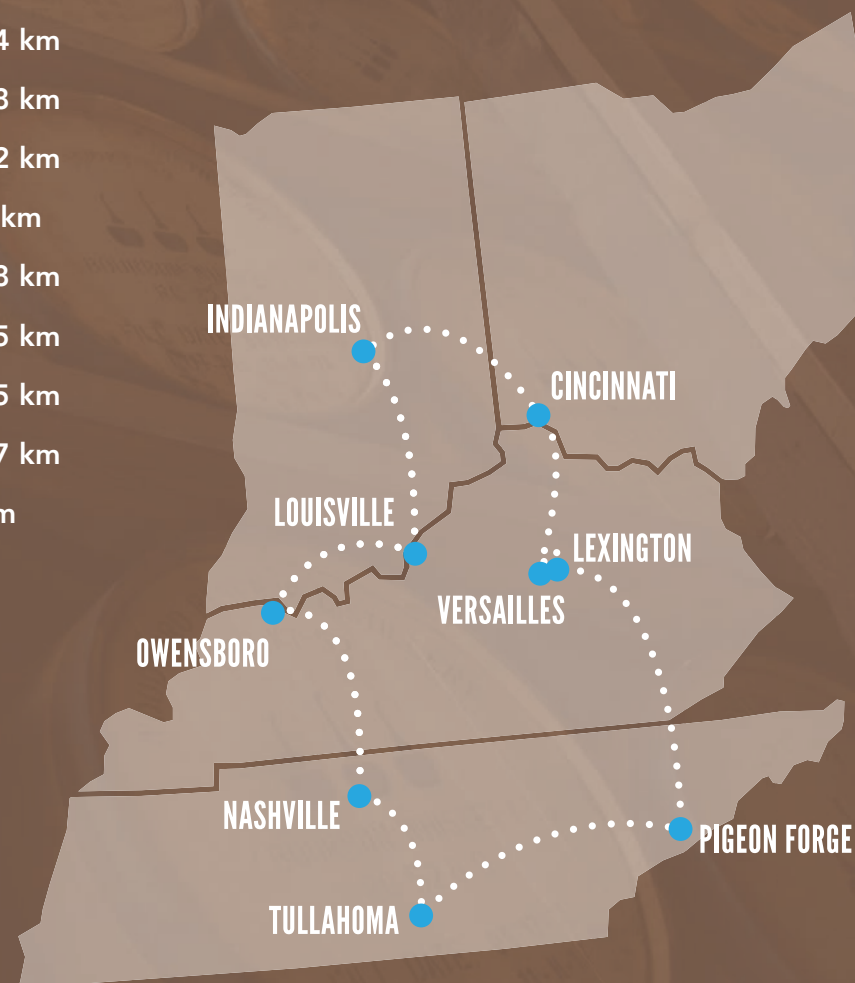 4 km
3 km
2 km
km
3 km
5 km
5 km
7 km
m
INDIANAPOLIS
CINCINNATI
LOUISVILLE
LEXINGTON
VERSAILLES
OWENSBORO
NASHVILLE
PIGEON FORGE
TULLAHOMA